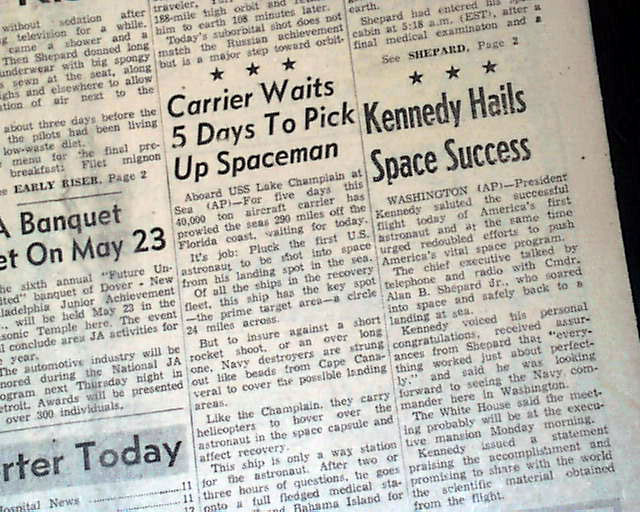 without sedation after
television for a while.
came a shower and a
Then Shepard donned long
underwear with big spongy
sewn at the seat, along
ghs and elsewhere to allow
ation of air next to the
about three days before the
the pilots had been living
low-waste diet.
menu for the final pre-
breakfast: Filet mignon
EARLY RISER, Page 2
A Banquet
et On May 23
he sixth annual "Future Un-
ited" banquet of Dover - New
ladelphia Junior Achievement
will be held May 23 in the
sonic Temple here. The event
l conclude area JA activities for
year.
The automotive industry will be
nored during the National JA
ogram next Thursday night in
etroit. Awards will be presented
over 300 individuals.
rter Today
ospital News 11
11
12
traveler,
188-mile high orbit and
him to earth 108 minutes later.
Today's suborbital shot does not
match the Russian achievement
but is a major step toward orbit-
★ ★ ★
Carrier Waits
5 Days To Pick
Up Spaceman
Aboard USS Lake Champlain at
Sea (AP)—For five days this
40,000 ton aircraft carrier has
prowled the seas 290 miles off the
Florida coast, waiting for today.
It's job: Pluck the first U.S.
astronaut to be shot into space
from his landing spot in the sea.
Of all the ships in the recovery
fleet, this ship has the key spot
—the prime target area—a circle
24 miles across.
But to insure against a short
rocket shoot, or an over long
one, Navy destroyers are strung
out like beads from Cape Cana-
veral to cover the possible landing
areas.
Like the Champlain, they carry
helicopters to hover over the
astronaut in the space capsule and
affect recovery.
This ship is only a way station
for the astronaut. After two or
three hours of questions, he goes
onto a full fledged medical sta-
Bahama Island for
earth.
Shepard had entered his
cabin at 5:18 a.m. (EST), after a
final medical examinaton and a
See SHEPARD, Page 2
★ ★ ★
Kennedy Hails
Space Success
WASHINGTON (AP)—President
Kennedy saluted the successful
flight today of America's first
astronaut and at the same time
urged redoubled efforts to push
America's vital space program.
The chief executive talked by
telephone and radio with Cmdr.
Alan B. Shepard Jr., who soared
into space and safely back to a
landing at sea.
Kennedy voiced his personal
congratulations, received assur-
ances from Shepard that "every-
thing worked just about perfect-
ly," and said he was looking
forward to seeing the Navy com-
mander here in Washington.
The White House said the meet-
ing probably will be at the execu-
tive mansion Monday morning.
Kennedy issued a statement
praising the accomplishment and
promising to share with the world
the scientific material obtained
from the flight.